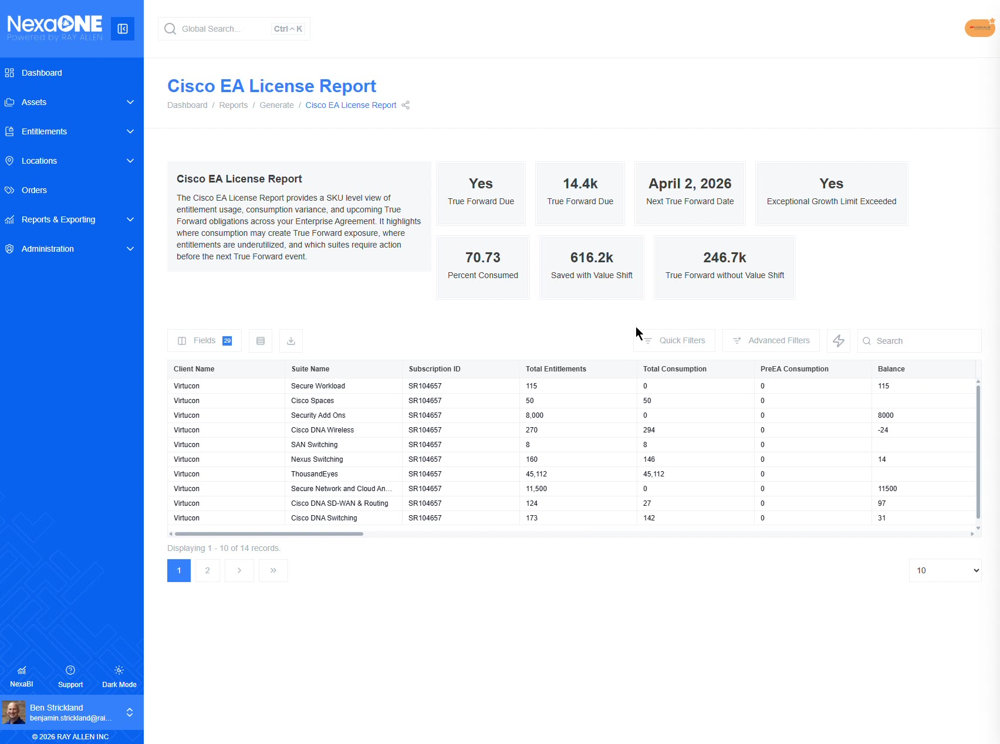 NexaONE
Powered by RAY ALLEN
Global Search... Ctrl ^ K
Dashboard
Assets
Entitlements
Locations
Orders
Reports & Exporting
Administration
NexaBI
Support
Dark Mode
Ben Strickland
benjamin.strickland@rai...
© 2026 RAY ALLEN INC
Cisco EA License Report
Dashboard / Reports / Generate / Cisco EA License Report
Cisco EA License Report
The Cisco EA License Report provides a SKU level view of
entitlement usage, consumption variance, and upcoming True
Forward obligations across your Enterprise Agreement. It highlights
where consumption may create True Forward exposure, where
entitlements are underutilized, and which suites require action
before the next True Forward event.
Yes
True Forward Due
14.4k
True Forward Due
April 2, 2026
Next True Forward Date
Yes
Exceptional Growth Limit Exceeded
70.73
Percent Consumed
616.2k
Saved with Value Shift
246.7k
True Forward without Value Shift
Fields 29
Quick Filters
Advanced Filters
Search
Client Name Suite Name Subscription ID Total Entitlements Total Consumption PreEA Consumption Balance
Virtucon Secure Workload SR104657 115 0 0 115
Virtucon Cisco Spaces SR104657 50 50 0
Virtucon Security Add Ons SR104657 8,000 0 0 8000
Virtucon Cisco DNA Wireless SR104657 270 294 0 -24
Virtucon SAN Switching SR104657 8 8 0
Virtucon Nexus Switching SR104657 160 146 0 14
Virtucon ThousandEyes SR104657 45,112 45,112 0
Virtucon Secure Network and Cloud An... SR104657 11,500 0 0 11500
Virtucon Cisco DNA SD-WAN & Routing SR104657 124 27 0 97
Virtucon Cisco DNA Switching SR104657 173 142 0 31
Displaying 1 - 10 of 14 records.
1 2 > »
10